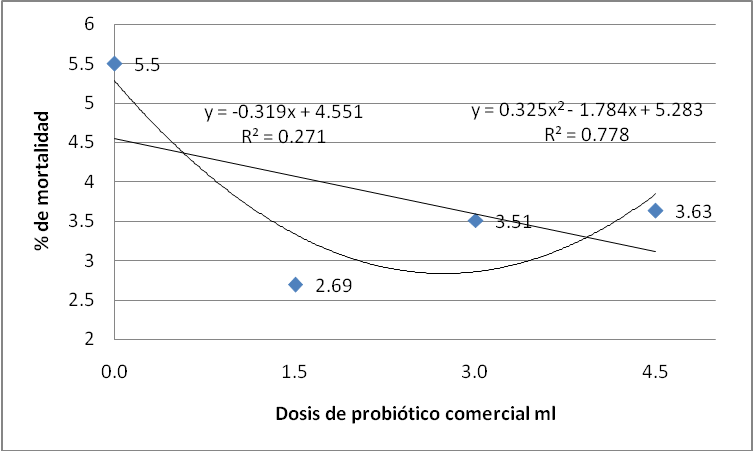 6
5.5
5
4.5
4
3.5
3
2.5
2
% de mortalidad
5.5
2.69
3.51
3.63
y = -0.319x + 4.551
R² = 0.271
y = 0.325x² - 1.784x + 5.283
R² = 0.778
0.0 1.5 3.0 4.5
Dosis de probiótico comercial ml